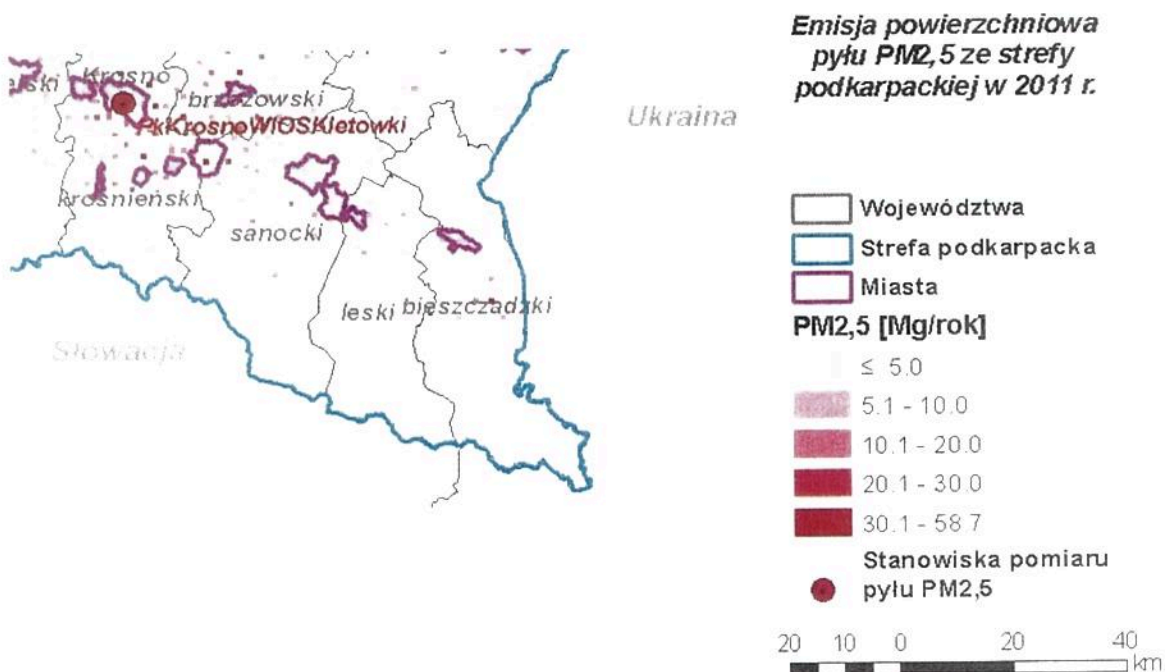 Emisja powierzchniowa
pyłu PM2,5 ze strefy
podkarpackiej w 2011 r.
Ukraina
Krosno
brzozowski
PkKrosnoWIOSKletowki
krośnieński
sanocki
leski
bieszczadzki
Słowacja
Województwa
Strefa podkarpacka
Miasta
PM2,5 [Mg/rok]
≤ 5.0
5.1 - 10.0
10.1 - 20.0
20.1 - 30.0
30.1 - 58.7
Stanowiska pomiaru
pyłu PM2,5
20 10 0 20 40
km